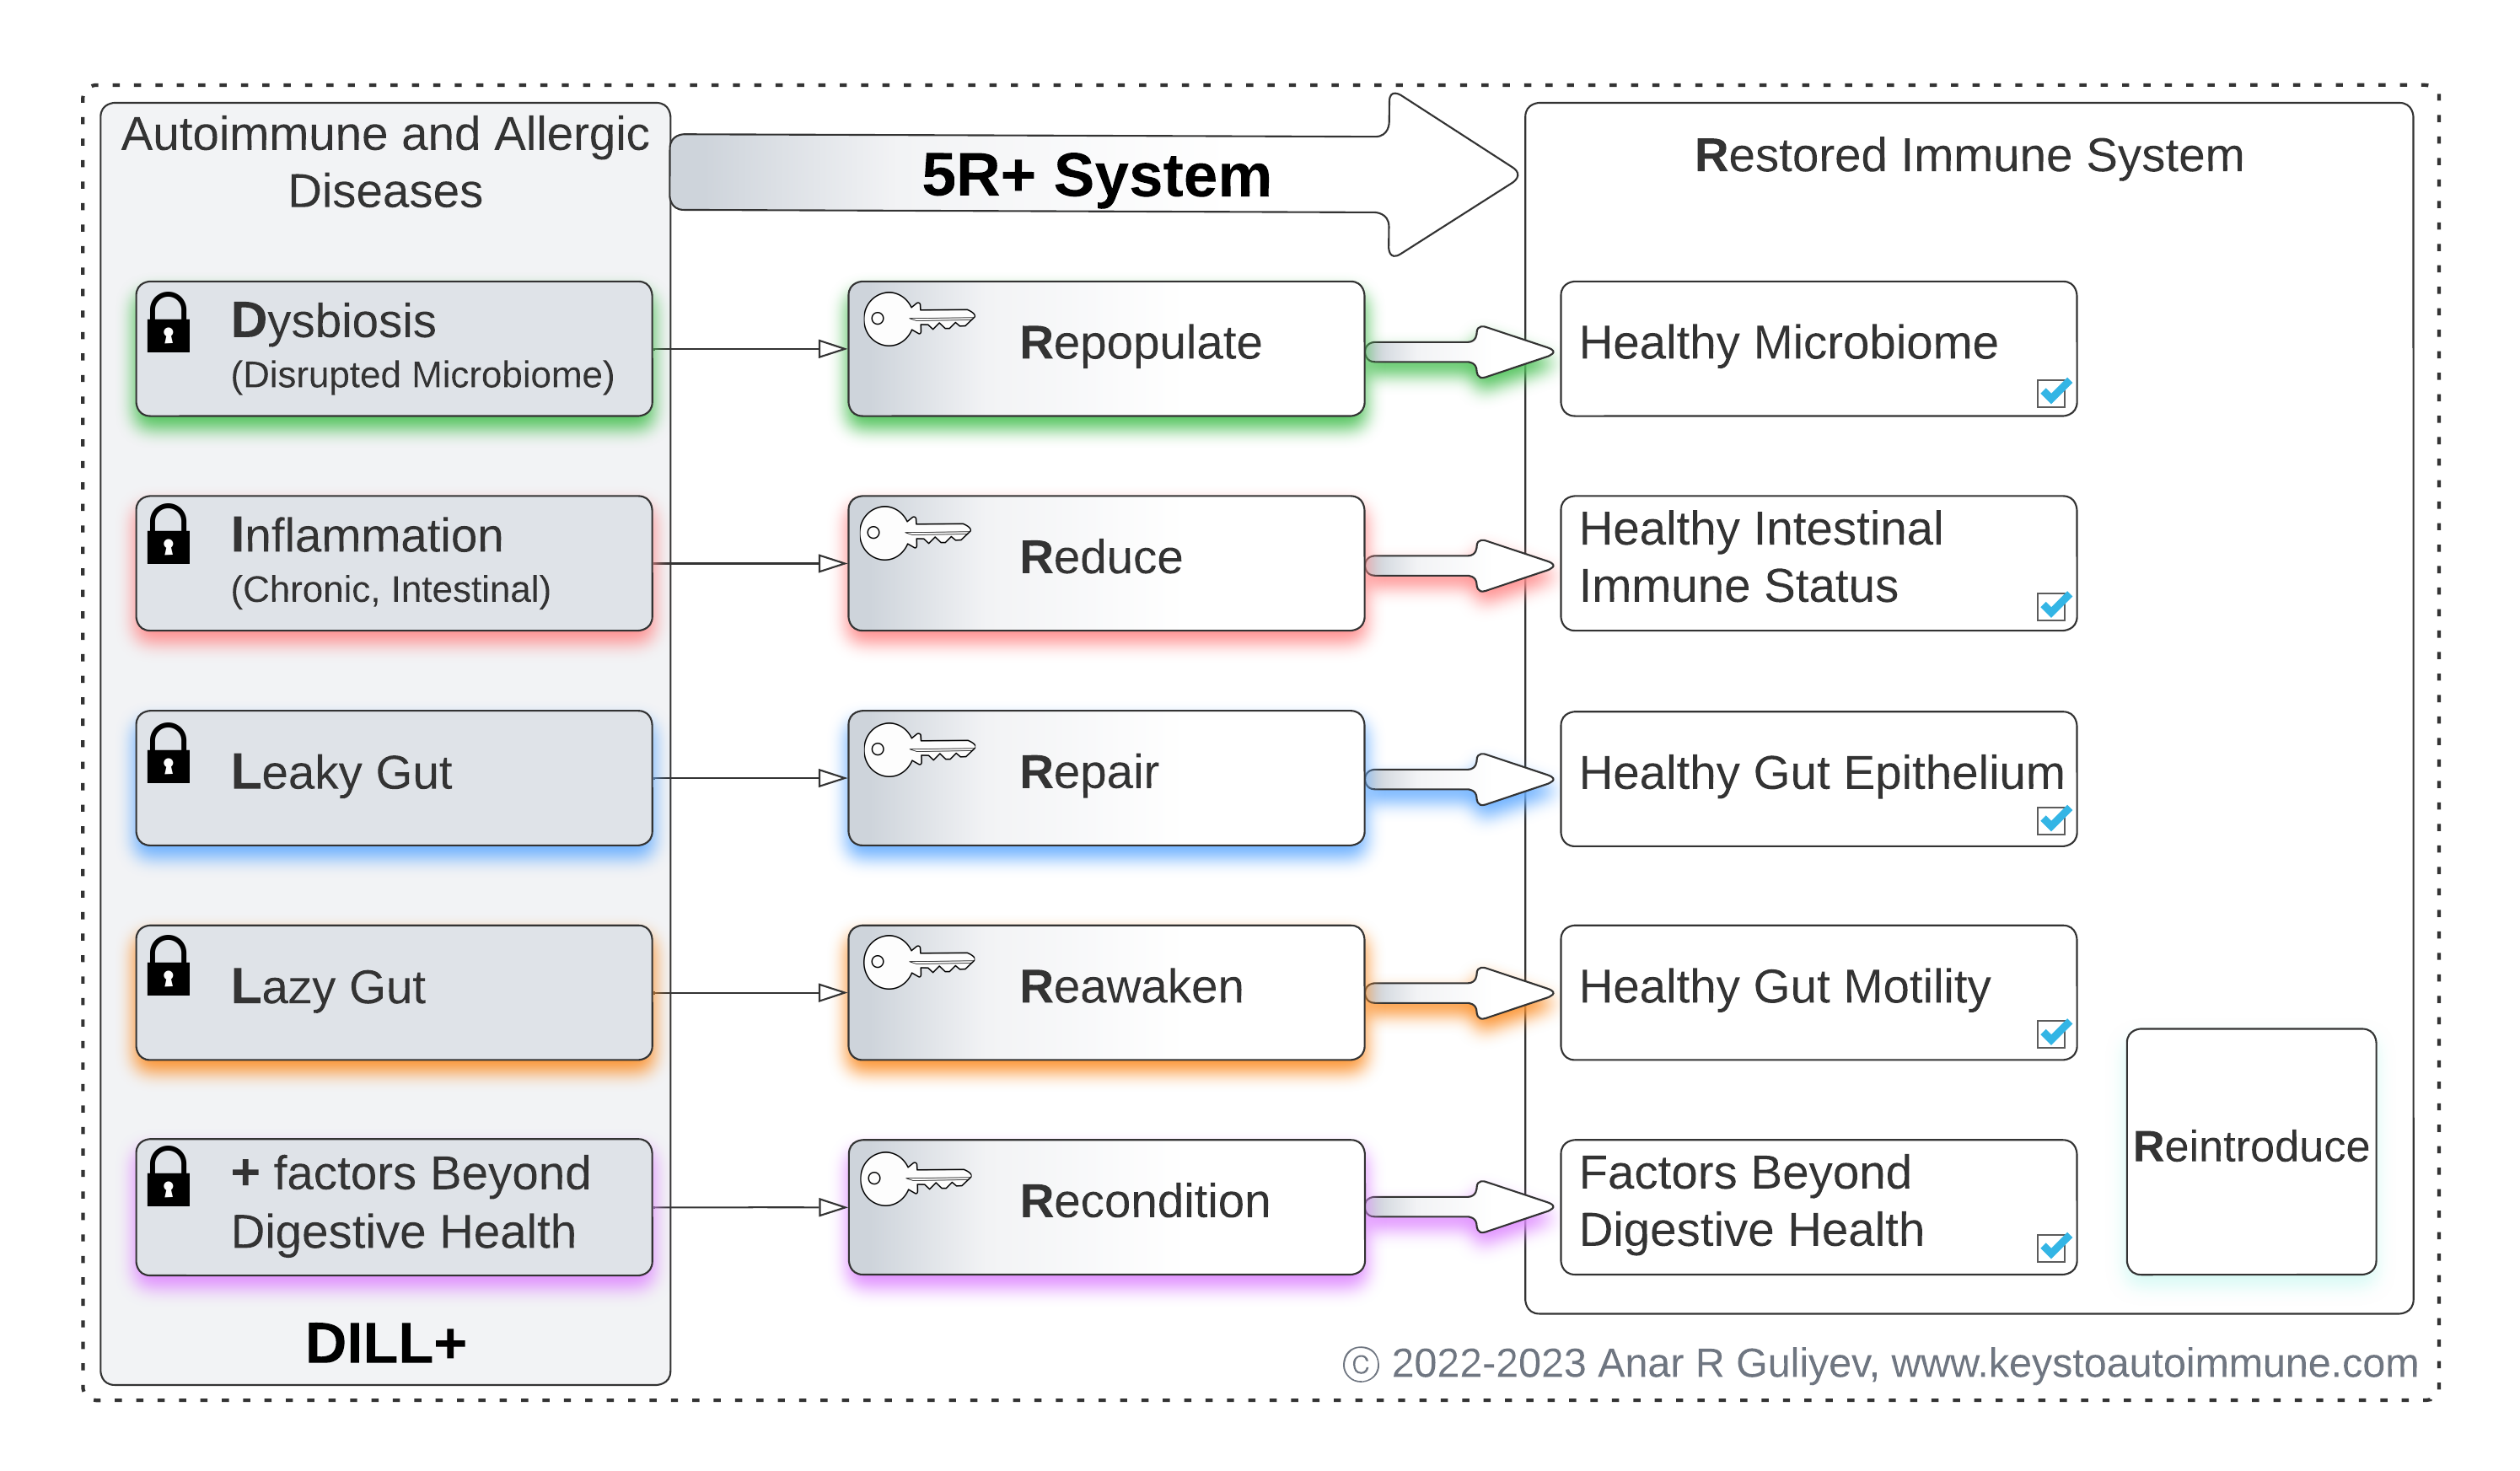 Autoimmune and Allergic
Diseases
5R+ System
Restored Immune System
Dysbiosis
(Disrupted Microbiome)
Repopulate
Healthy Microbiome
Inflammation
(Chronic, Intestinal)
Reduce
Healthy Intestinal
Immune Status
Leaky Gut
Repair
Healthy Gut Epithelium
Lazy Gut
Reawaken
Healthy Gut Motility
+ factors Beyond
Digestive Health
Recondition
Factors Beyond
Digestive Health
Reintroduce
DILL+
© 2022-2023 Anar R Guliyev, www.keystoautoimmune.com